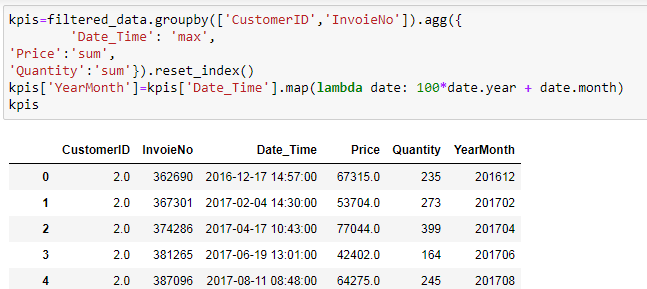 kpis=filtered_data.groupby(['CustomerID','InvoieNo']).agg({
'Date_Time': 'max',
'Price':'sum',
'Quantity':'sum'}).reset_index()
kpis['YearMonth']=kpis['Date_Time'].map(lambda date: 100*date.year + date.month)
kpis
CustomerID InvoieNo Date_Time Price Quantity YearMonth
0 2.0 362690 2016-12-17 14:57:00 67315.0 235 201612
1 2.0 367301 2017-02-04 14:30:00 53704.0 273 201702
2 2.0 374286 2017-04-17 10:43:00 77044.0 399 201704
3 2.0 381265 2017-06-19 13:01:00 42402.0 164 201706
4 2.0 387096 2017-08-11 08:48:00 64275.0 245 201708